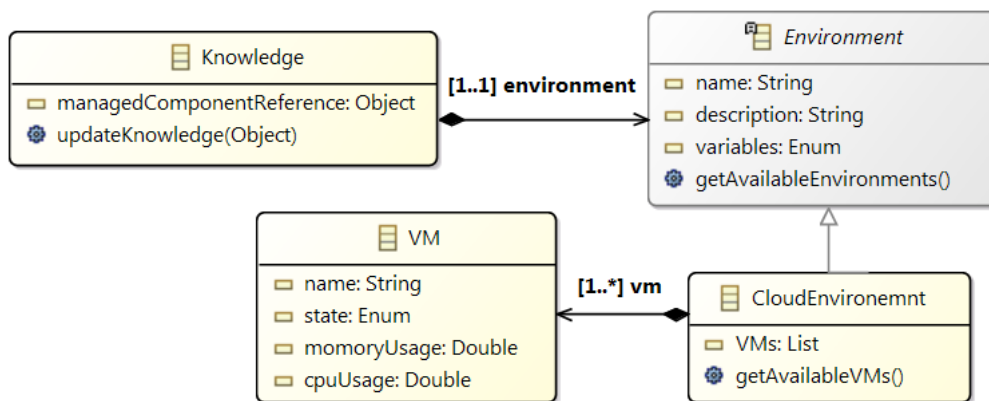 Knowledge
managedComponentReference: Object
updateKnowledge(Object)
[1..1] environment
Environment
name: String
description: String
variables: Enum
getAvailableEnvironments()
VM
name: String
state: Enum
momoryUsage: Double
cpuUsage: Double
[1..*] vm
CloudEnvironemnt
VMs: List
getAvailableVMs()